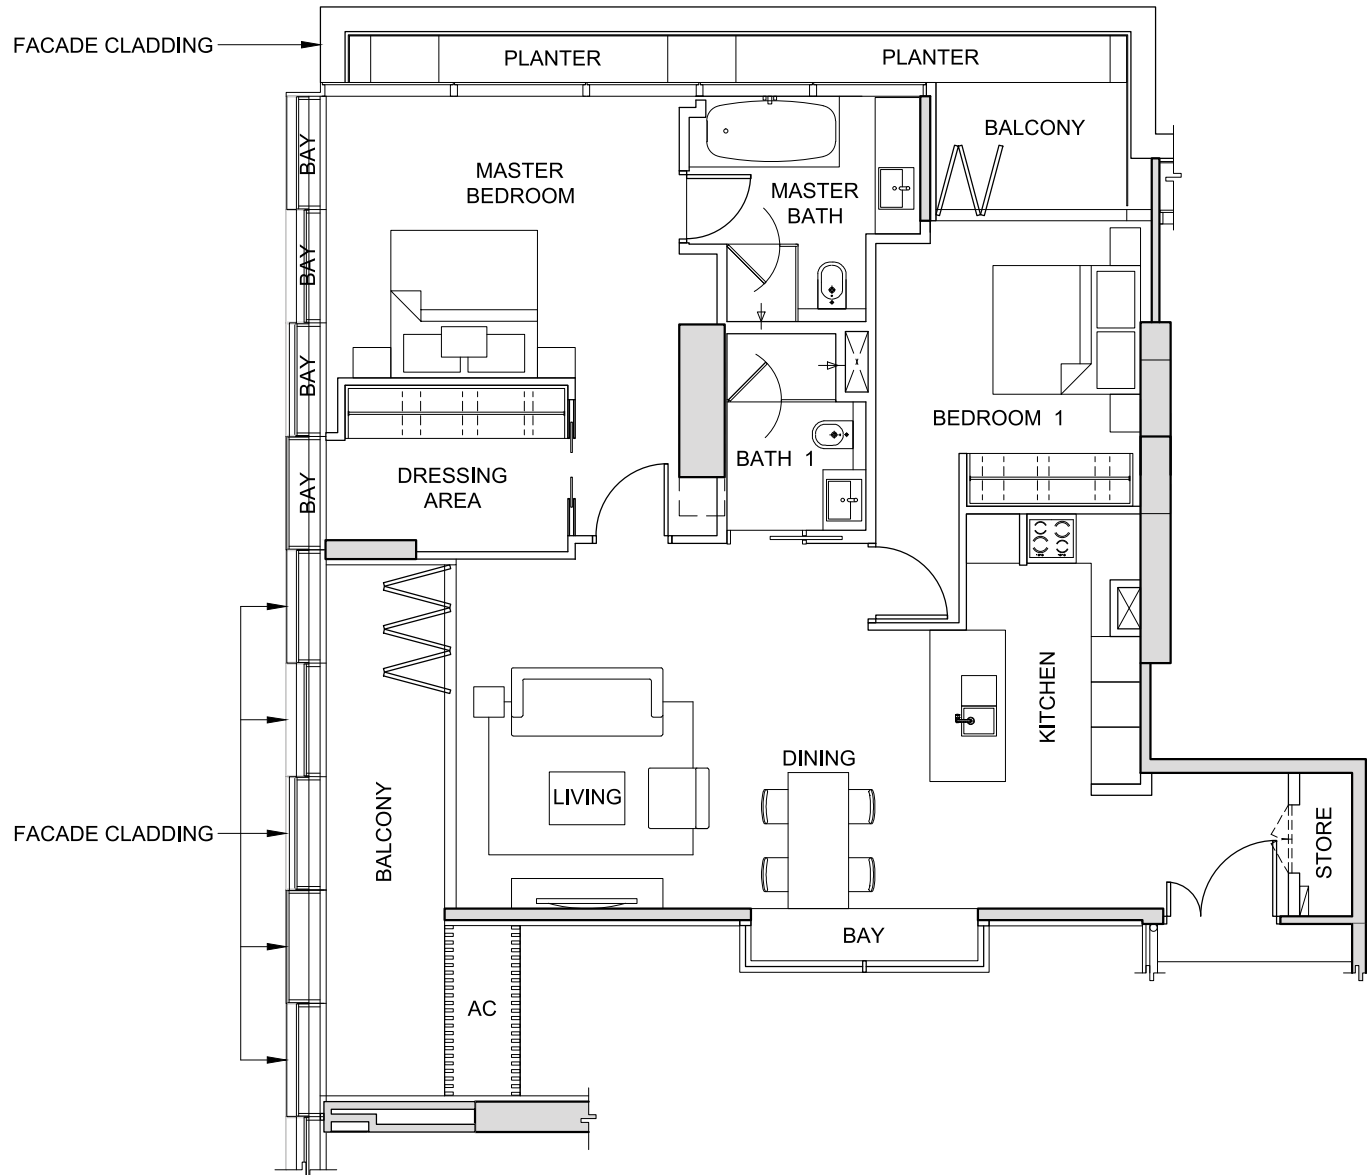 FACADE CLADDING
PLANTER
PLANTER
BAY
MASTER
BEDROOM
MASTER
BATH
BALCONY
BAY
BAY
BEDROOM 1
BATH 1
DRESSING
AREA
BAY
KITCHEN
DINING
LIVING
BALCONY
FACADE CLADDING
STORE
BAY
AC